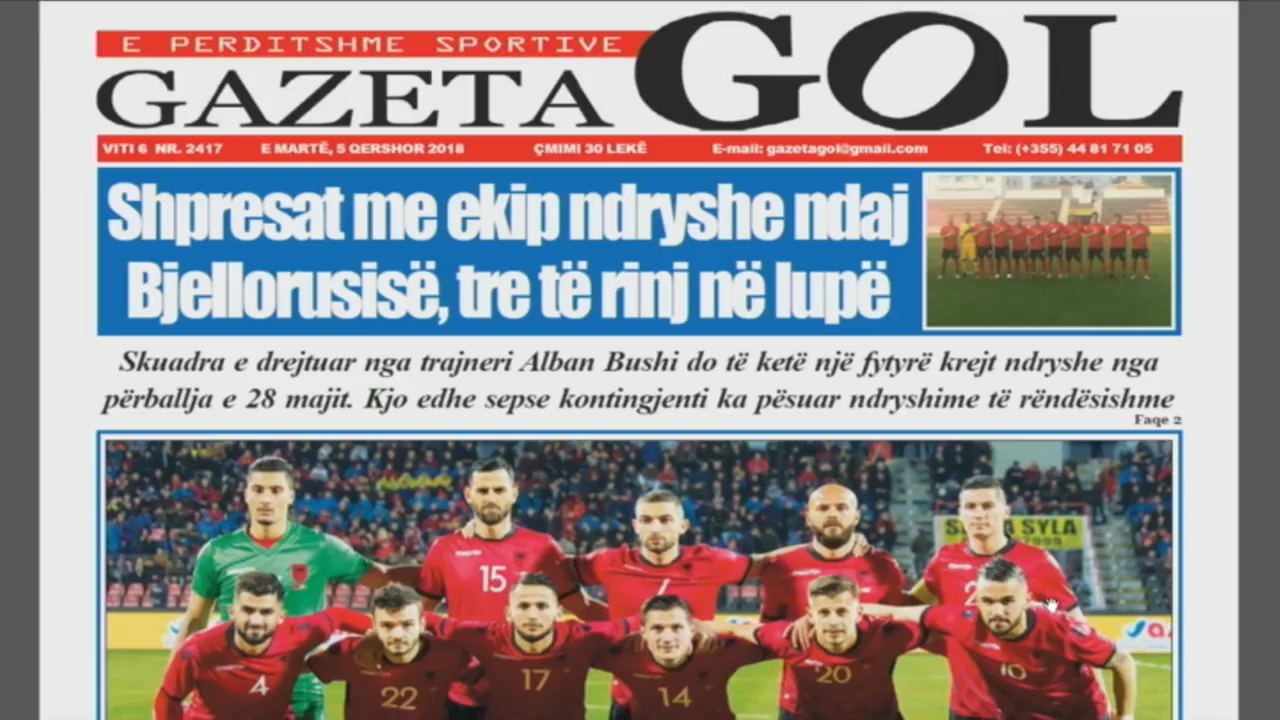 E PERDITSHME SPORTIVE
GAZETA GOL
VITI 6 NR. 2417 E MARTË, 5 QERSHOR 2018 ÇMIMI 30 LEKË E-mail: gazetagol@gmail.com Tel: (+355) 44 81 71 05
Shpresat me ekip ndryshe ndaj
Bjellorusisë, tre të rinj në lupë
Skuadra e drejtuar nga trajneri Alban Bushi do të ketë një fytyrë krejt ndryshe nga
përballja e 28 majit. Kjo edhe sepse kontingjenti ka pësuar ndryshime të rëndësishme
Faqe 2
SYLA
15
4
22
17
14
20
10